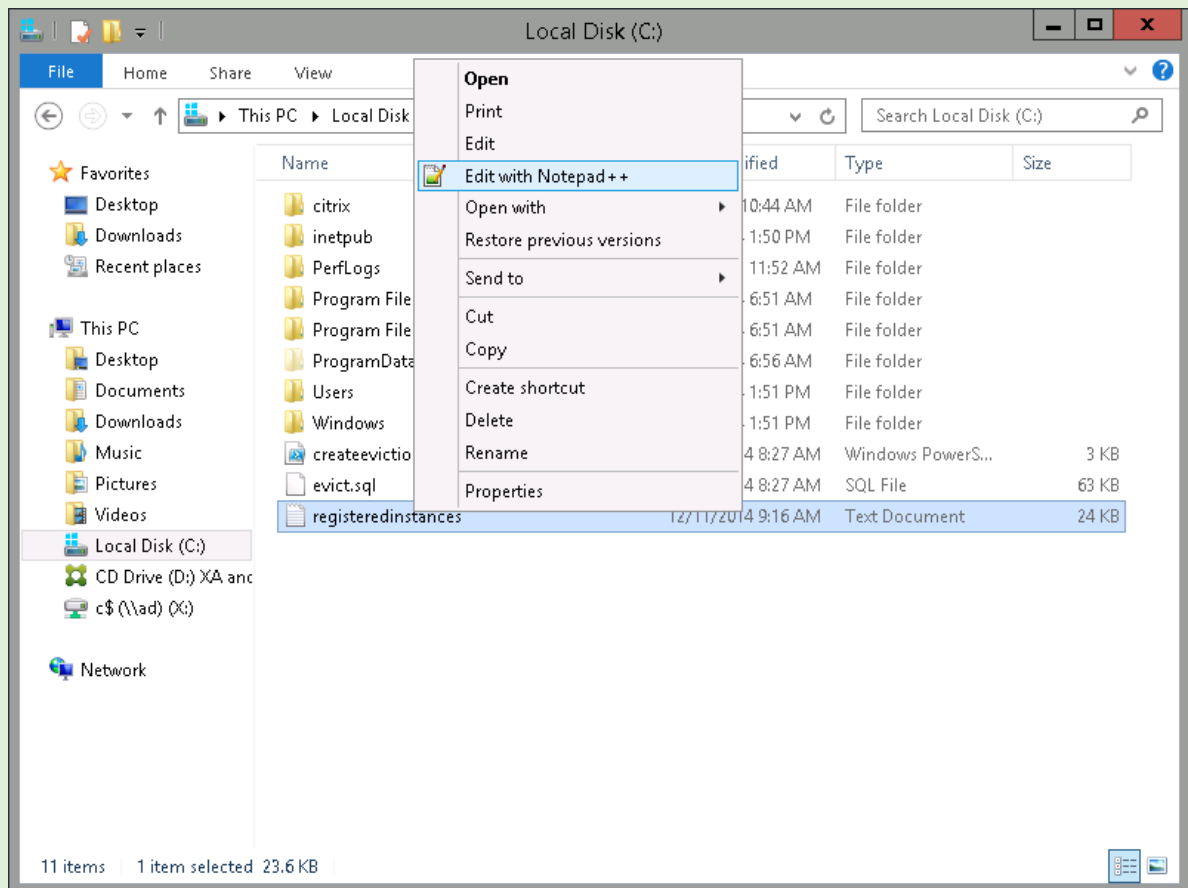 Local Disk (C:)
File Home Share View
This PC Local Disk Search Local Disk (C:)
Open
Print
Edit
Edit with Notepad++
Open with
Restore previous versions
Send to
Cut
Copy
Create shortcut
Delete
Rename
Properties
Favorites
Desktop
Downloads
Recent places
This PC
Desktop
Documents
Downloads
Music
Pictures
Videos
Local Disk (C:)
CD Drive (D:) XA and
c$ (\\ad) (X:)
Network
Name ified Type Size
citrix 10:44 AM File folder
inetpub 1:50 PM File folder
PerfLogs 11:52 AM File folder
Program File 6:51 AM File folder
Program File 6:51 AM File folder
ProgramData 6:56 AM File folder
Users 1:51 PM File folder
Windows 1:51 PM File folder
createevictio 4 8:27 AM Windows PowerS... 3 KB
evict.sql 4 8:27 AM SQL File 63 KB
registeredinstances 12/11/2014 9:16 AM Text Document 24 KB
11 items 1 item selected 23.6 KB